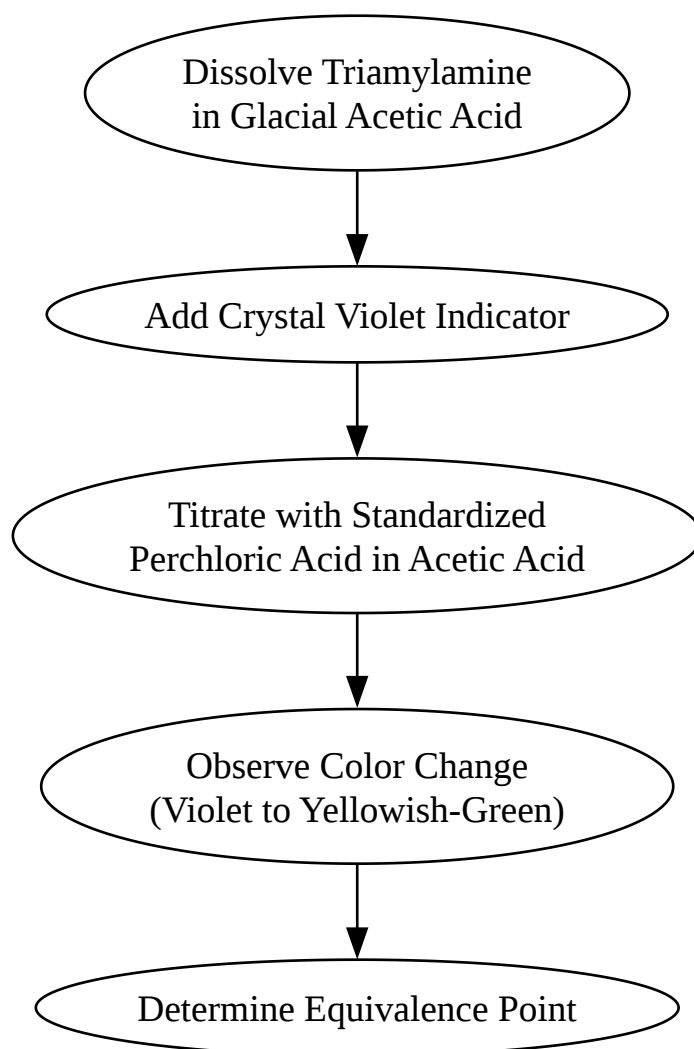 Dissolve Triamylamine
in Glacial Acetic Acid
Add Crystal Violet Indicator
Titrate with Standardized
Perchloric Acid in Acetic Acid
Observe Color Change
(Violet to Yellowish-Green)
Determine Equivalence Point